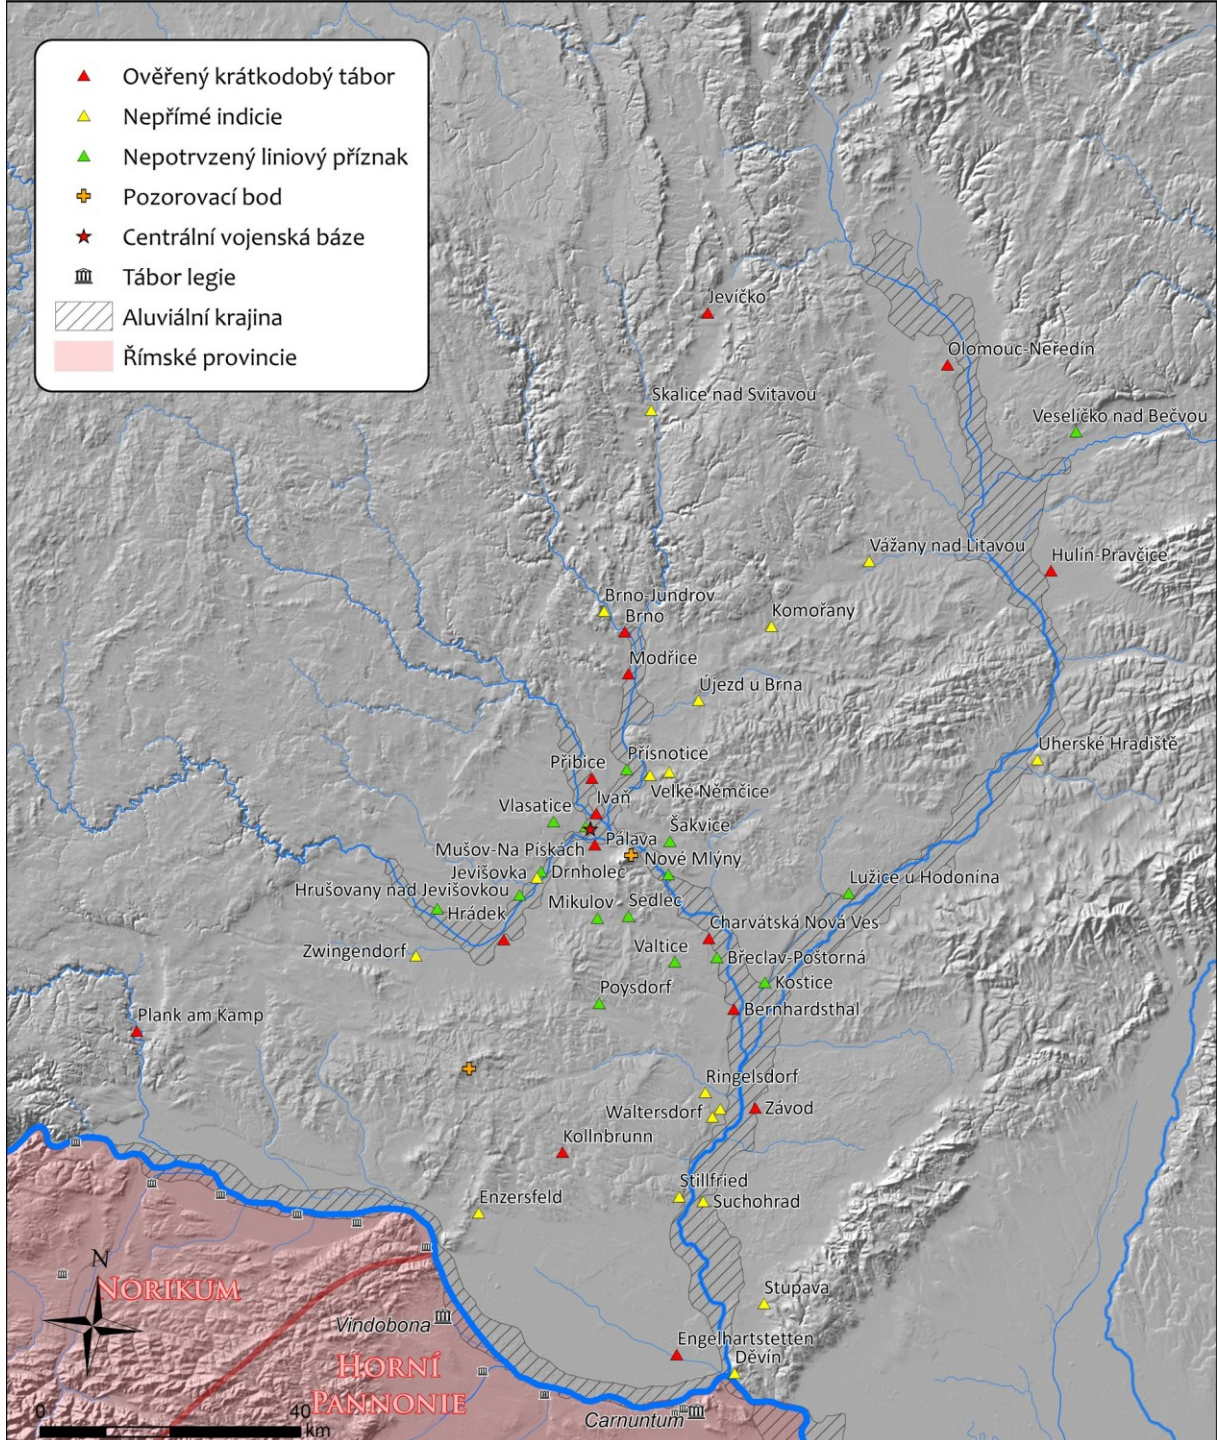 Ověřený krátkodobý tábor
Nepřímé indicie
Nepotrvzený liniový příznak
Pozorovací bod
Centrální vojenská báze
Tábor legie
Aluviální krajina
Římské provincie
Jevíčko
Olomouc-Neředín
Skalice nad Svitavou
Veselíčko nad Bečvou
Vážany nad Litavou
Hulín-Pravčice
Brno-Jundrov
Brno
Komořany
Modřice
Újezd u Brna
Uherské Hradiště
Přísnotice
Přibice
Velké Němčice
Ivaň
Vlasatice
Šakvice
Pálava
Mušov-Na Pískách
Nové Mlýny
Jevišovka
Drnholec
Lužice u Hodonína
Hrušovany nad Jevišovkou
Mikulov
Sedlec
Hrádek
Charvátská Nová Ves
Zwingendorf
Valtice
Břeclav-Poštorná
Kostice
Poysdorf
Bernhardsthal
Plank am Kamp
Ringelsdorf
Waltersdorf
Závod
Kollnbrunn
Stillfried
Enzersfeld
Suchohrad
N
Norikum
Stupava
Vindobona
Engelhartstetten
Děvín
Horní
Pannonie
Carnuntum
0
40
km